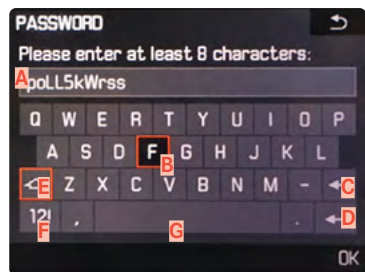 PASSWORD
Please enter at least 8 characters:
A poLL5kWrss
Q W E R T Y U I O P
A S D F G H J K L
B
E Z X C V B N M - C
12! , . D
F G
OK